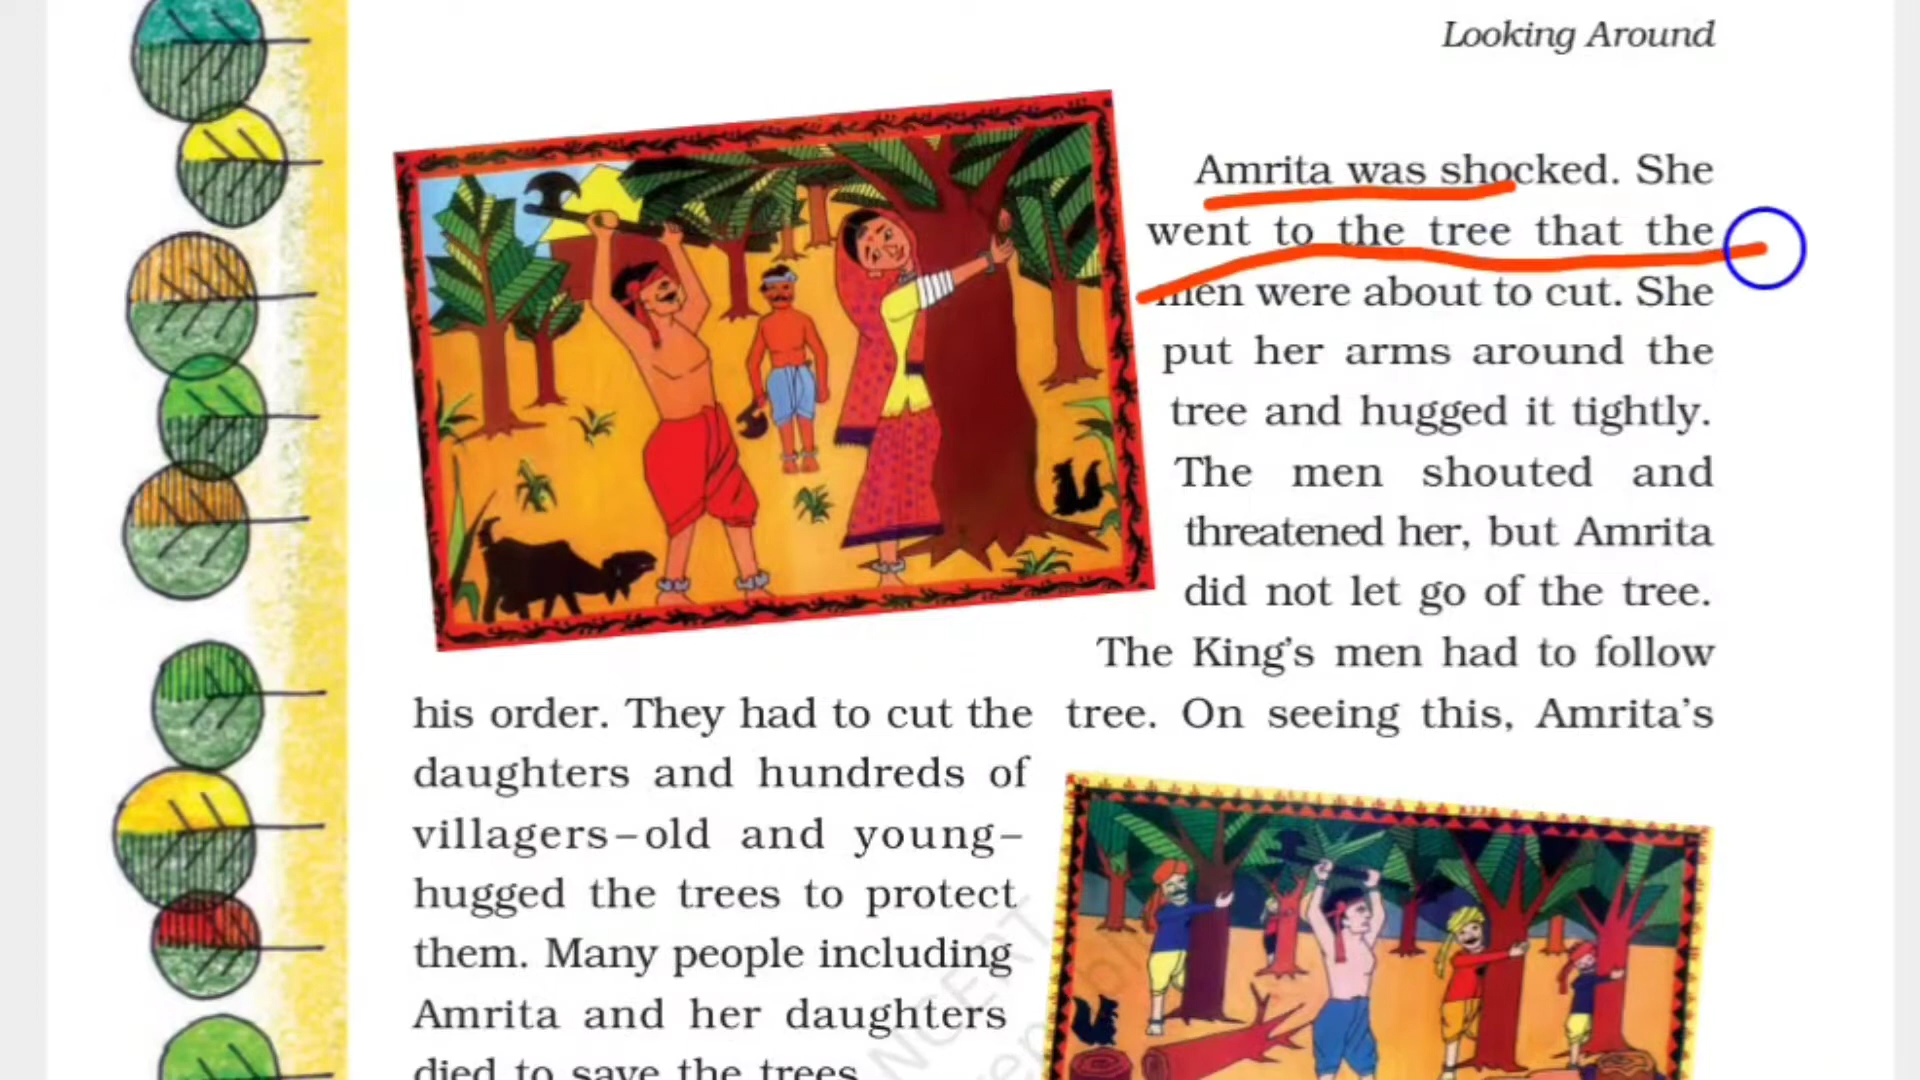 Looking Around
Amrita was shocked. She
went to the tree that the
men were about to cut. She
put her arms around the
tree and hugged it tightly.
The men shouted and
threatened her, but Amrita
did not let go of the tree.
The King's men had to follow
his order. They had to cut the tree. On seeing this, Amrita's
daughters and hundreds of
villagers–old and young–
hugged the trees to protect
them. Many people including
Amrita and her daughters
died to save the trees.
NCERT